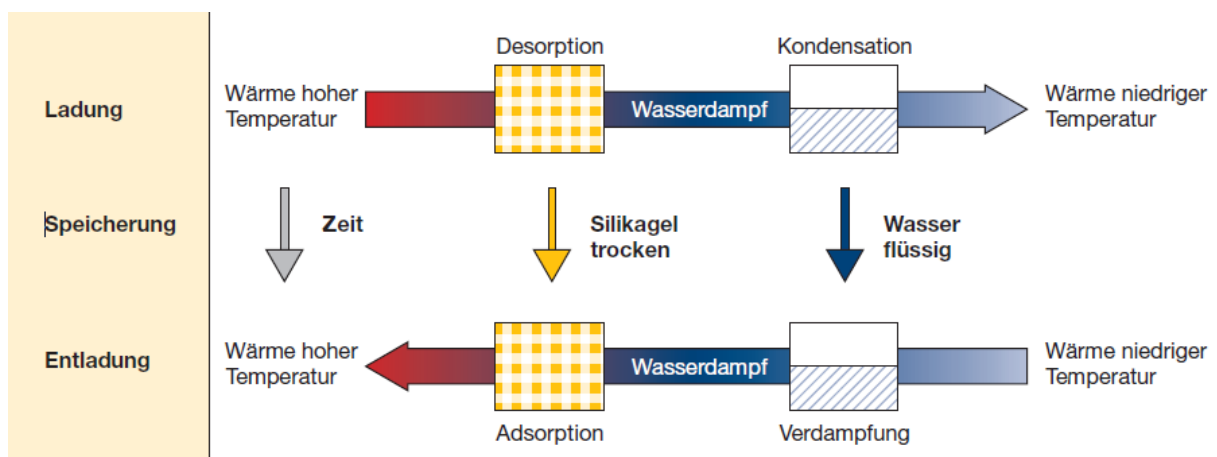 Desorption
Kondensation
Ladung
Wärme hoher
Temperatur
Wasserdampf
Wärme niedriger
Temperatur
Speicherung
Zeit
Silikagel
trocken
Wasser
flüssig
Entladung
Wärme hoher
Temperatur
Wasserdampf
Wärme niedriger
Temperatur
Adsorption
Verdampfung